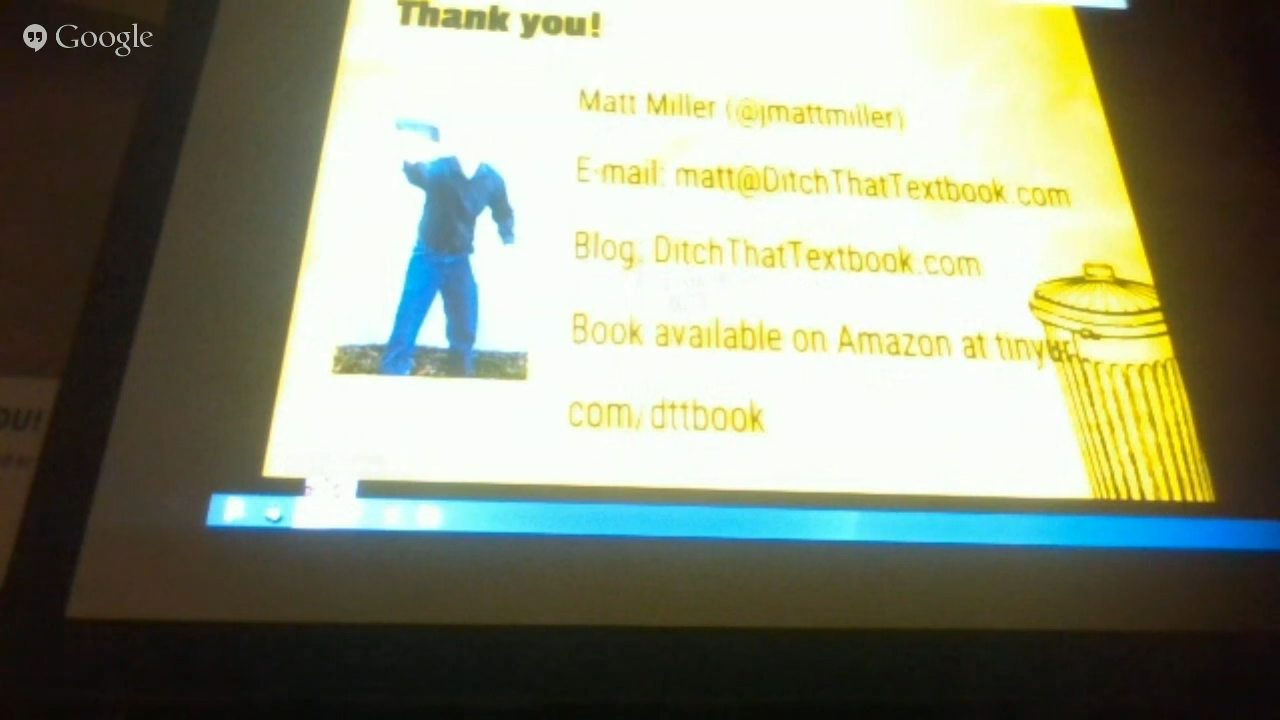 Google
Thank you!
Matt Miller (@jmattmiller)
E-mail: matt@DitchThatTextbook.com
Blog: DitchThatTextbook.com
Book available on Amazon at tinyurl.
com/dttbook
OU!